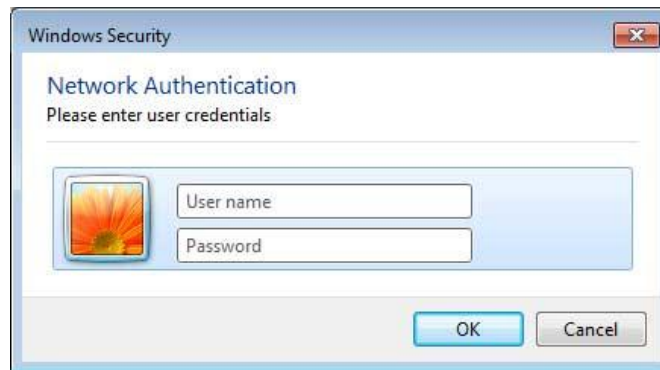 Windows Security
Network Authentication
Please enter user credentials
User name
Password
OK
Cancel